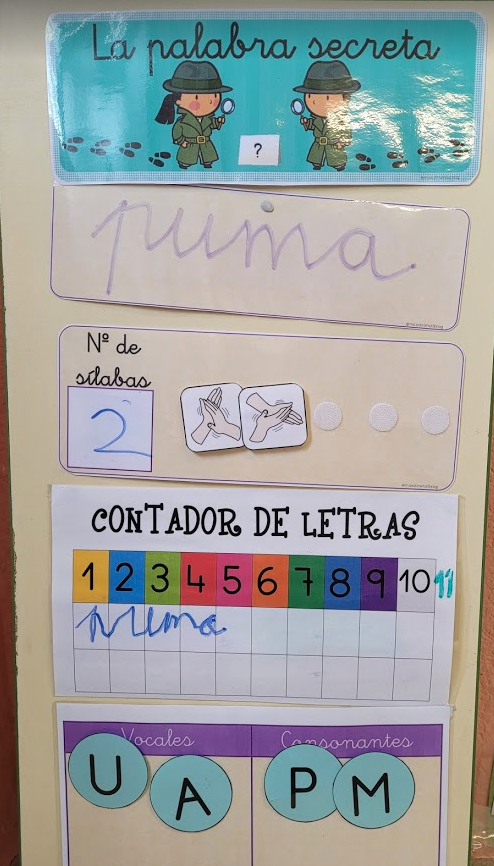 La palabra secreta
?
puma
Nº de
sílabas
2
CONTADOR DE LETRAS
1 2 3 4 5 6 7 8 9 10 11
puma
Vocales Consonantes
U A P M